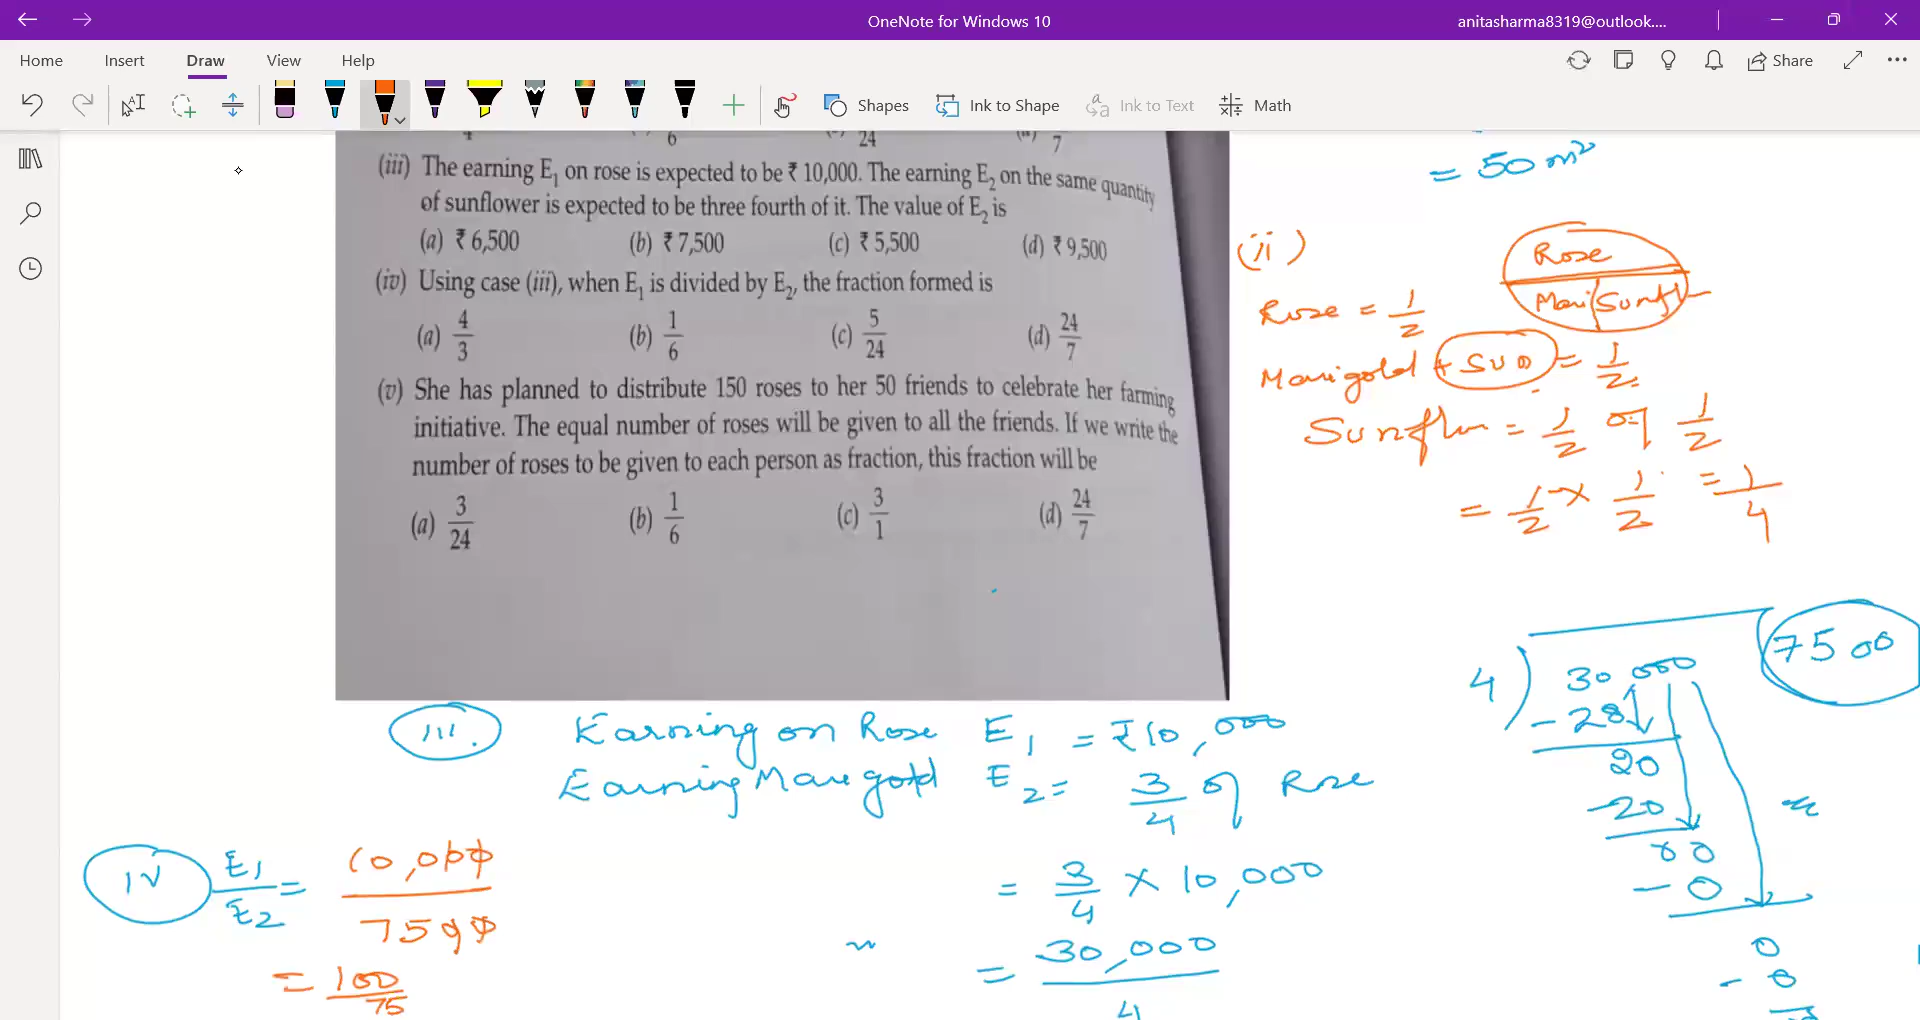 OneNote for Windows 10
anitasharma8319@outlook....
Home Insert Draw View Help
Share
Shapes Ink to Shape Ink to Text Math
6 24 7
(iii) The earning E₁ on rose is expected to be ₹ 10,000. The earning E₂ on the same quantity
of sunflower is expected to be three fourth of it. The value of E₂ is
(a) ₹ 6,500 (b) ₹ 7,500 (c) ₹ 5,500 (d) ₹ 9,500
(iv) Using case (iii), when E₁ is divided by E₂, the fraction formed is
(a) 4/3 (b) 1/6 (c) 5/24 (d) 24/7
(v) She has planned to distribute 150 roses to her 50 friends to celebrate her farming
initiative. The equal number of roses will be given to all the friends. If we write the
number of roses to be given to each person as fraction, this fraction will be
(a) 3/24 (b) 1/6 (c) 3/1 (d) 24/7
= 50 m²
(ii)
Rose
Mari Sunfl
Rose = 1/2
Marigold + Sun = 1/2
Sunflw = 1/2 of 1/2
= 1/2 × 1/2 = 1/4
7500
4) 30000
- 28
20
-20
00
- 0
0
- 0
iii. Earning on Rose E₁ = ₹10,000
Earning Marigold E₂ = 3/4 of Rose
= 3/4 × 10,000
= 30,000/4
iv E₁/E₂ = 10,000/7500
= 100/75